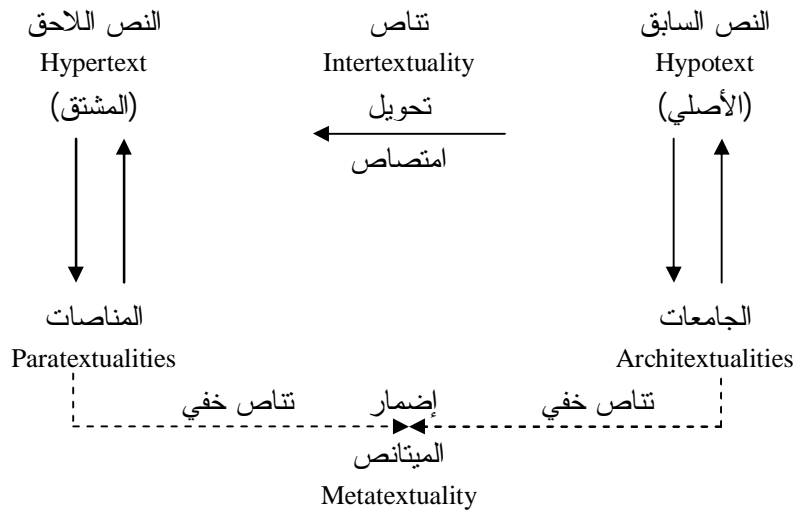 النص السابق
Hypotext
(الأصلي)
تناص
Intertextuality
تحويل
امتصاص
النص اللاحق
Hypertext
(المشتق)
الجامعات
Architextualities
المناصات
Paratextualities
تناص خفي
إضمار
تناص خفي
الميتانص
Metatextuality